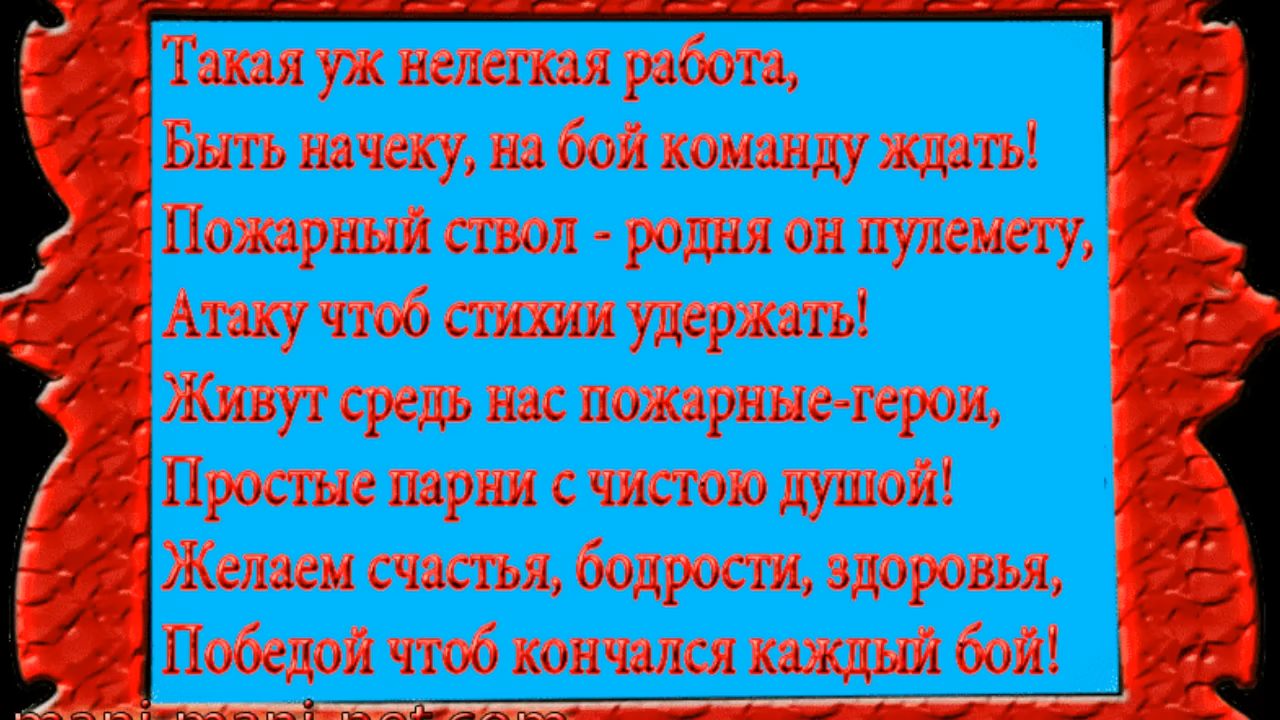 Такая уж нелегкая работа,
Быть начеку, на бой команду ждать!
Пожарный ствол - родня он пулемету,
Атаку чтоб стихии удержать!
Живут средь нас пожарные-герои,
Простые парни с чистою душой!
Желаем счастья, бодрости, здоровья,
Победой чтоб кончался каждый бой!